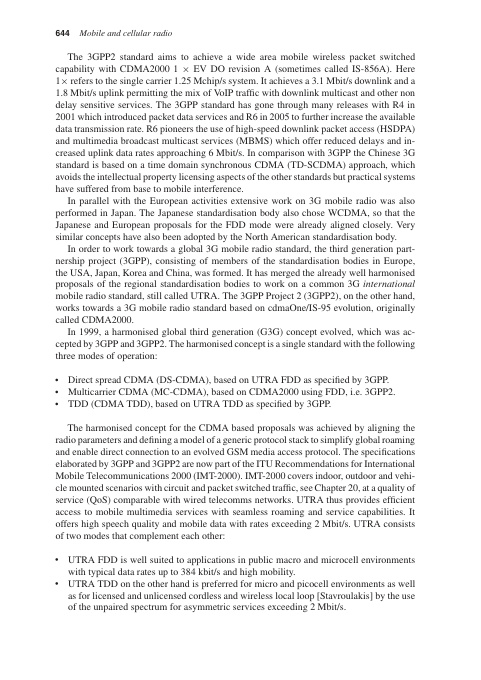 644 Mobile and cellular radio
The 3GPP2 standard aims to achieve a wide area mobile wireless packet switched
capability with CDMA2000 1 × EV DO revision A (sometimes called IS-856A). Here
1× refers to the single carrier 1.25 Mchip/s system. It achieves a 3.1 Mbit/s downlink and a
1.8 Mbit/s uplink permitting the mix of VoIP traffic with downlink multicast and other non
delay sensitive services. The 3GPP standard has gone through many releases with R4 in
2001 which introduced packet data services and R6 in 2005 to further increase the available
data transmission rate. R6 pioneers the use of high-speed downlink packet access (HSDPA)
and multimedia broadcast multicast services (MBMS) which offer reduced delays and in-
creased uplink data rates approaching 6 Mbit/s. In comparison with 3GPP the Chinese 3G
standard is based on a time domain synchronous CDMA (TD-SCDMA) approach, which
avoids the intellectual property licensing aspects of the other standards but practical systems
have suffered from base to mobile interference.
In parallel with the European activities extensive work on 3G mobile radio was also
performed in Japan. The Japanese standardisation body also chose WCDMA, so that the
Japanese and European proposals for the FDD mode were already aligned closely. Very
similar concepts have also been adopted by the North American standardisation body.
In order to work towards a global 3G mobile radio standard, the third generation part-
nership project (3GPP), consisting of members of the standardisation bodies in Europe,
the USA, Japan, Korea and China, was formed. It has merged the already well harmonised
proposals of the regional standardisation bodies to work on a common 3G international
mobile radio standard, still called UTRA. The 3GPP Project 2 (3GPP2), on the other hand,
works towards a 3G mobile radio standard based on cdmaOne/IS-95 evolution, originally
called CDMA2000.
In 1999, a harmonised global third generation (G3G) concept evolved, which was ac-
cepted by 3GPP and 3GPP2. The harmonised concept is a single standard with the following
three modes of operation:
• Direct spread CDMA (DS-CDMA), based on UTRA FDD as specified by 3GPP.
• Multicarrier CDMA (MC-CDMA), based on CDMA2000 using FDD, i.e. 3GPP2.
• TDD (CDMA TDD), based on UTRA TDD as specified by 3GPP.
The harmonised concept for the CDMA based proposals was achieved by aligning the
radio parameters and defining a model of a generic protocol stack to simplify global roaming
and enable direct connection to an evolved GSM media access protocol. The specifications
elaborated by 3GPP and 3GPP2 are now part of the ITU Recommendations for International
Mobile Telecommunications 2000 (IMT-2000). IMT-2000 covers indoor, outdoor and vehi-
cle mounted scenarios with circuit and packet switched traffic, see Chapter 20, at a quality of
service (QoS) comparable with wired telecomms networks. UTRA thus provides efficient
access to mobile multimedia services with seamless roaming and service capabilities. It
offers high speech quality and mobile data with rates exceeding 2 Mbit/s. UTRA consists
of two modes that complement each other:
• UTRA FDD is well suited to applications in public macro and microcell environments
with typical data rates up to 384 kbit/s and high mobility.
• UTRA TDD on the other hand is preferred for micro and picocell environments as well
as for licensed and unlicensed cordless and wireless local loop [Stavroulakis] by the use
of the unpaired spectrum for asymmetric services exceeding 2 Mbit/s.